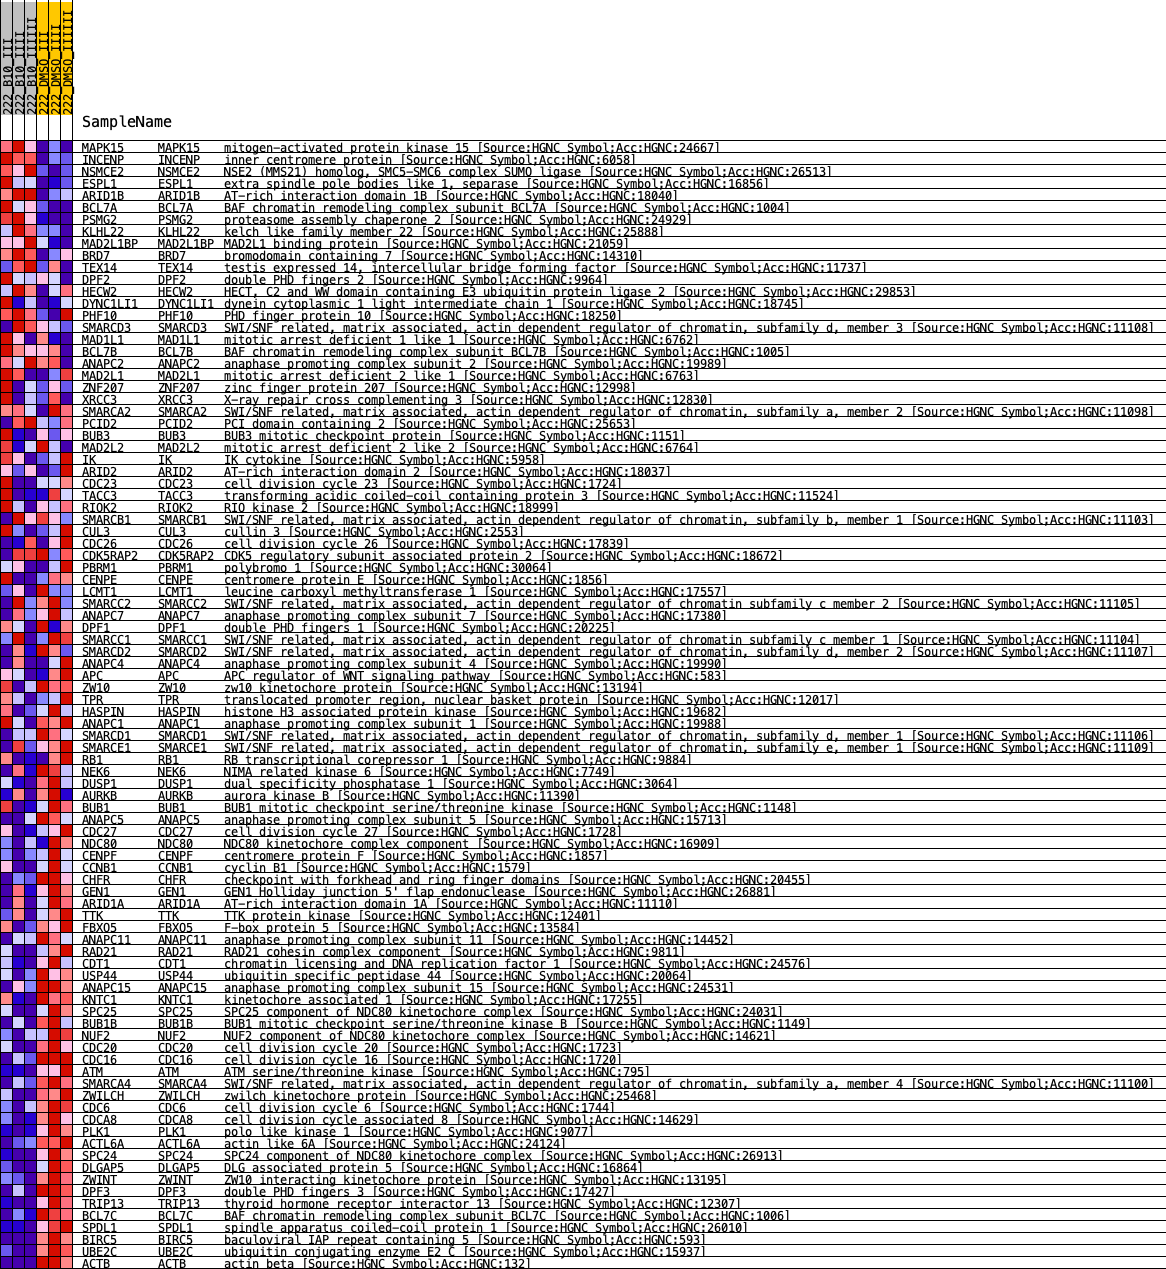 222_B10_III
222_B10_IIII
222_B10_IIIIII
222_DMSO_III
222_DMSO_IIII
222_DMSO_IIIIII
SampleName
MAPK15 MAPK15 mitogen-activated protein kinase 15 [Source:HGNC Symbol;Acc:HGNC:24667]
INCENP INCENP inner centromere protein [Source:HGNC Symbol;Acc:HGNC:6058]
NSMCE2 NSMCE2 NSE2 (MMS21) homolog, SMC5-SMC6 complex SUMO ligase [Source:HGNC Symbol;Acc:HGNC:26513]
ESPL1 ESPL1 extra spindle pole bodies like 1, separase [Source:HGNC Symbol;Acc:HGNC:16856]
ARID1B ARID1B AT-rich interaction domain 1B [Source:HGNC Symbol;Acc:HGNC:18040]
BCL7A BCL7A BAF chromatin remodeling complex subunit BCL7A [Source:HGNC Symbol;Acc:HGNC:1004]
PSMG2 PSMG2 proteasome assembly chaperone 2 [Source:HGNC Symbol;Acc:HGNC:24929]
KLHL22 KLHL22 kelch like family member 22 [Source:HGNC Symbol;Acc:HGNC:25888]
MAD2L1BP MAD2L1BP MAD2L1 binding protein [Source:HGNC Symbol;Acc:HGNC:21059]
BRD7 BRD7 bromodomain containing 7 [Source:HGNC Symbol;Acc:HGNC:14310]
TEX14 TEX14 testis expressed 14, intercellular bridge forming factor [Source:HGNC Symbol;Acc:HGNC:11737]
DPF2 DPF2 double PHD fingers 2 [Source:HGNC Symbol;Acc:HGNC:9964]
HECW2 HECW2 HECT, C2 and WW domain containing E3 ubiquitin protein ligase 2 [Source:HGNC Symbol;Acc:HGNC:29853]
DYNC1LI1 DYNC1LI1 dynein cytoplasmic 1 light intermediate chain 1 [Source:HGNC Symbol;Acc:HGNC:18745]
PHF10 PHF10 PHD finger protein 10 [Source:HGNC Symbol;Acc:HGNC:18250]
SMARCD3 SMARCD3 SWI/SNF related, matrix associated, actin dependent regulator of chromatin, subfamily d, member 3 [Source:HGNC Symbol;Acc:HGNC:11108]
MAD1L1 MAD1L1 mitotic arrest deficient 1 like 1 [Source:HGNC Symbol;Acc:HGNC:6762]
BCL7B BCL7B BAF chromatin remodeling complex subunit BCL7B [Source:HGNC Symbol;Acc:HGNC:1005]
ANAPC2 ANAPC2 anaphase promoting complex subunit 2 [Source:HGNC Symbol;Acc:HGNC:19989]
MAD2L1 MAD2L1 mitotic arrest deficient 2 like 1 [Source:HGNC Symbol;Acc:HGNC:6763]
ZNF207 ZNF207 zinc finger protein 207 [Source:HGNC Symbol;Acc:HGNC:12998]
XRCC3 XRCC3 X-ray repair cross complementing 3 [Source:HGNC Symbol;Acc:HGNC:12830]
SMARCA2 SMARCA2 SWI/SNF related, matrix associated, actin dependent regulator of chromatin, subfamily a, member 2 [Source:HGNC Symbol;Acc:HGNC:11098]
PCID2 PCID2 PCI domain containing 2 [Source:HGNC Symbol;Acc:HGNC:25653]
BUB3 BUB3 BUB3 mitotic checkpoint protein [Source:HGNC Symbol;Acc:HGNC:1151]
MAD2L2 MAD2L2 mitotic arrest deficient 2 like 2 [Source:HGNC Symbol;Acc:HGNC:6764]
IK IK IK cytokine [Source:HGNC Symbol;Acc:HGNC:5958]
ARID2 ARID2 AT-rich interaction domain 2 [Source:HGNC Symbol;Acc:HGNC:18037]
CDC23 CDC23 cell division cycle 23 [Source:HGNC Symbol;Acc:HGNC:1724]
TACC3 TACC3 transforming acidic coiled-coil containing protein 3 [Source:HGNC Symbol;Acc:HGNC:11524]
RIOK2 RIOK2 RIO kinase 2 [Source:HGNC Symbol;Acc:HGNC:18999]
SMARCB1 SMARCB1 SWI/SNF related, matrix associated, actin dependent regulator of chromatin, subfamily b, member 1 [Source:HGNC Symbol;Acc:HGNC:11103]
CUL3 CUL3 cullin 3 [Source:HGNC Symbol;Acc:HGNC:2553]
CDC26 CDC26 cell division cycle 26 [Source:HGNC Symbol;Acc:HGNC:17839]
CDK5RAP2 CDK5RAP2 CDK5 regulatory subunit associated protein 2 [Source:HGNC Symbol;Acc:HGNC:18672]
PBRM1 PBRM1 polybromo 1 [Source:HGNC Symbol;Acc:HGNC:30064]
CENPE CENPE centromere protein E [Source:HGNC Symbol;Acc:HGNC:1856]
LCMT1 LCMT1 leucine carboxyl methyltransferase 1 [Source:HGNC Symbol;Acc:HGNC:17557]
SMARCC2 SMARCC2 SWI/SNF related, matrix associated, actin dependent regulator of chromatin subfamily c member 2 [Source:HGNC Symbol;Acc:HGNC:11105]
ANAPC7 ANAPC7 anaphase promoting complex subunit 7 [Source:HGNC Symbol;Acc:HGNC:17380]
DPF1 DPF1 double PHD fingers 1 [Source:HGNC Symbol;Acc:HGNC:20225]
SMARCC1 SMARCC1 SWI/SNF related, matrix associated, actin dependent regulator of chromatin subfamily c member 1 [Source:HGNC Symbol;Acc:HGNC:11104]
SMARCD2 SMARCD2 SWI/SNF related, matrix associated, actin dependent regulator of chromatin, subfamily d, member 2 [Source:HGNC Symbol;Acc:HGNC:11107]
ANAPC4 ANAPC4 anaphase promoting complex subunit 4 [Source:HGNC Symbol;Acc:HGNC:19990]
APC APC APC regulator of WNT signaling pathway [Source:HGNC Symbol;Acc:HGNC:583]
ZW10 ZW10 zw10 kinetochore protein [Source:HGNC Symbol;Acc:HGNC:13194]
TPR TPR translocated promoter region, nuclear basket protein [Source:HGNC Symbol;Acc:HGNC:12017]
HASPIN HASPIN histone H3 associated protein kinase [Source:HGNC Symbol;Acc:HGNC:19682]
ANAPC1 ANAPC1 anaphase promoting complex subunit 1 [Source:HGNC Symbol;Acc:HGNC:19988]
SMARCD1 SMARCD1 SWI/SNF related, matrix associated, actin dependent regulator of chromatin, subfamily d, member 1 [Source:HGNC Symbol;Acc:HGNC:11106]
SMARCE1 SMARCE1 SWI/SNF related, matrix associated, actin dependent regulator of chromatin, subfamily e, member 1 [Source:HGNC Symbol;Acc:HGNC:11109]
RB1 RB1 RB transcriptional corepressor 1 [Source:HGNC Symbol;Acc:HGNC:9884]
NEK6 NEK6 NIMA related kinase 6 [Source:HGNC Symbol;Acc:HGNC:7749]
DUSP1 DUSP1 dual specificity phosphatase 1 [Source:HGNC Symbol;Acc:HGNC:3064]
AURKB AURKB aurora kinase B [Source:HGNC Symbol;Acc:HGNC:11390]
BUB1 BUB1 BUB1 mitotic checkpoint serine/threonine kinase [Source:HGNC Symbol;Acc:HGNC:1148]
ANAPC5 ANAPC5 anaphase promoting complex subunit 5 [Source:HGNC Symbol;Acc:HGNC:15713]
CDC27 CDC27 cell division cycle 27 [Source:HGNC Symbol;Acc:HGNC:1728]
NDC80 NDC80 NDC80 kinetochore complex component [Source:HGNC Symbol;Acc:HGNC:16909]
CENPF CENPF centromere protein F [Source:HGNC Symbol;Acc:HGNC:1857]
CCNB1 CCNB1 cyclin B1 [Source:HGNC Symbol;Acc:HGNC:1579]
CHFR CHFR checkpoint with forkhead and ring finger domains [Source:HGNC Symbol;Acc:HGNC:20455]
GEN1 GEN1 GEN1 Holliday junction 5' flap endonuclease [Source:HGNC Symbol;Acc:HGNC:26881]
ARID1A ARID1A AT-rich interaction domain 1A [Source:HGNC Symbol;Acc:HGNC:11110]
TTK TTK TTK protein kinase [Source:HGNC Symbol;Acc:HGNC:12401]
FBXO5 FBXO5 F-box protein 5 [Source:HGNC Symbol;Acc:HGNC:13584]
ANAPC11 ANAPC11 anaphase promoting complex subunit 11 [Source:HGNC Symbol;Acc:HGNC:14452]
RAD21 RAD21 RAD21 cohesin complex component [Source:HGNC Symbol;Acc:HGNC:9811]
CDT1 CDT1 chromatin licensing and DNA replication factor 1 [Source:HGNC Symbol;Acc:HGNC:24576]
USP44 USP44 ubiquitin specific peptidase 44 [Source:HGNC Symbol;Acc:HGNC:20064]
ANAPC15 ANAPC15 anaphase promoting complex subunit 15 [Source:HGNC Symbol;Acc:HGNC:24531]
KNTC1 KNTC1 kinetochore associated 1 [Source:HGNC Symbol;Acc:HGNC:17255]
SPC25 SPC25 SPC25 component of NDC80 kinetochore complex [Source:HGNC Symbol;Acc:HGNC:24031]
BUB1B BUB1B BUB1 mitotic checkpoint serine/threonine kinase B [Source:HGNC Symbol;Acc:HGNC:1149]
NUF2 NUF2 NUF2 component of NDC80 kinetochore complex [Source:HGNC Symbol;Acc:HGNC:14621]
CDC20 CDC20 cell division cycle 20 [Source:HGNC Symbol;Acc:HGNC:1723]
CDC16 CDC16 cell division cycle 16 [Source:HGNC Symbol;Acc:HGNC:1720]
ATM ATM ATM serine/threonine kinase [Source:HGNC Symbol;Acc:HGNC:795]
SMARCA4 SMARCA4 SWI/SNF related, matrix associated, actin dependent regulator of chromatin, subfamily a, member 4 [Source:HGNC Symbol;Acc:HGNC:11100]
ZWILCH ZWILCH zwilch kinetochore protein [Source:HGNC Symbol;Acc:HGNC:25468]
CDC6 CDC6 cell division cycle 6 [Source:HGNC Symbol;Acc:HGNC:1744]
CDCA8 CDCA8 cell division cycle associated 8 [Source:HGNC Symbol;Acc:HGNC:14629]
PLK1 PLK1 polo like kinase 1 [Source:HGNC Symbol;Acc:HGNC:9077]
ACTL6A ACTL6A actin like 6A [Source:HGNC Symbol;Acc:HGNC:24124]
SPC24 SPC24 SPC24 component of NDC80 kinetochore complex [Source:HGNC Symbol;Acc:HGNC:26913]
DLGAP5 DLGAP5 DLG associated protein 5 [Source:HGNC Symbol;Acc:HGNC:16864]
ZWINT ZWINT ZW10 interacting kinetochore protein [Source:HGNC Symbol;Acc:HGNC:13195]
DPF3 DPF3 double PHD fingers 3 [Source:HGNC Symbol;Acc:HGNC:17427]
TRIP13 TRIP13 thyroid hormone receptor interactor 13 [Source:HGNC Symbol;Acc:HGNC:12307]
BCL7C BCL7C BAF chromatin remodeling complex subunit BCL7C [Source:HGNC Symbol;Acc:HGNC:1006]
SPDL1 SPDL1 spindle apparatus coiled-coil protein 1 [Source:HGNC Symbol;Acc:HGNC:26010]
BIRC5 BIRC5 baculoviral IAP repeat containing 5 [Source:HGNC Symbol;Acc:HGNC:593]
UBE2C UBE2C ubiquitin conjugating enzyme E2 C [Source:HGNC Symbol;Acc:HGNC:15937]
ACTB ACTB actin beta [Source:HGNC Symbol;Acc:HGNC:132]